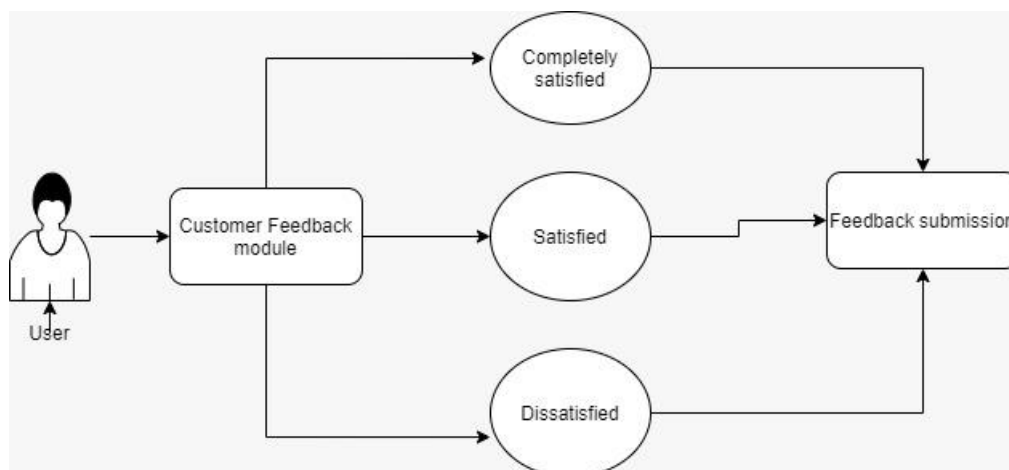 Completely
satisfied
Customer Feedback
module
Satisfied
Feedback submission
User
Dissatisfied